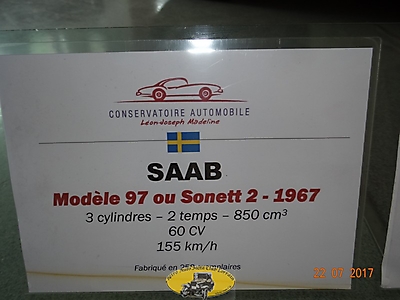 CONSERVATOIRE AUTOMOBILE
Léon-Joseph Madeline
SAAB
Modèle 97 ou Sonett 2 - 1967
3 cylindres – 2 temps – 850 cm³
60 CV
155 km/h
Fabriqué en 258 exemplaires
22 07 2017